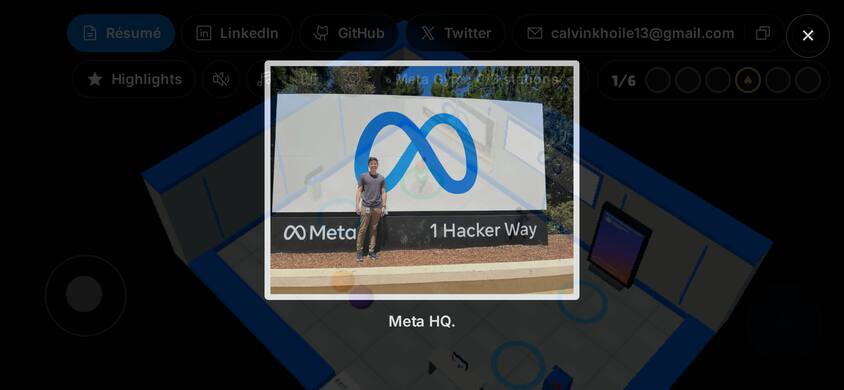 Résumé
LinkedIn
GitHub
Twitter
calvinkhoile13@gmail.com
Highlights
1/6
Meta
1 Hacker Way
Meta HQ.